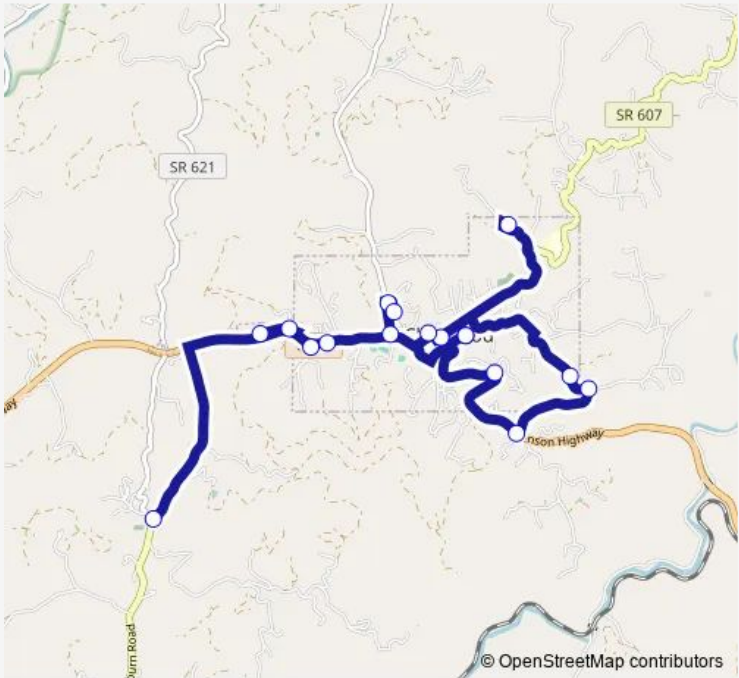 SR 607
SR 621
nson Highway
Durn Road
© OpenStreetMap contributors